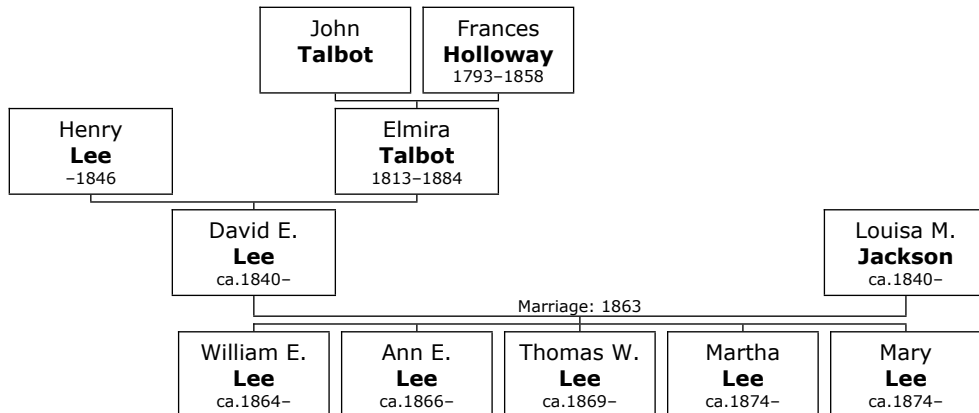 John
Talbot
Frances
Holloway
1793–1858
Henry
Lee
–1846
Elmira
Talbot
1813–1884
David E.
Lee
ca.1840–
Louisa M.
Jackson
ca.1840–
Marriage: 1863
William E.
Lee
ca.1864–
Ann E.
Lee
ca.1866–
Thomas W.
Lee
ca.1869–
Martha
Lee
ca.1874–
Mary
Lee
ca.1874–